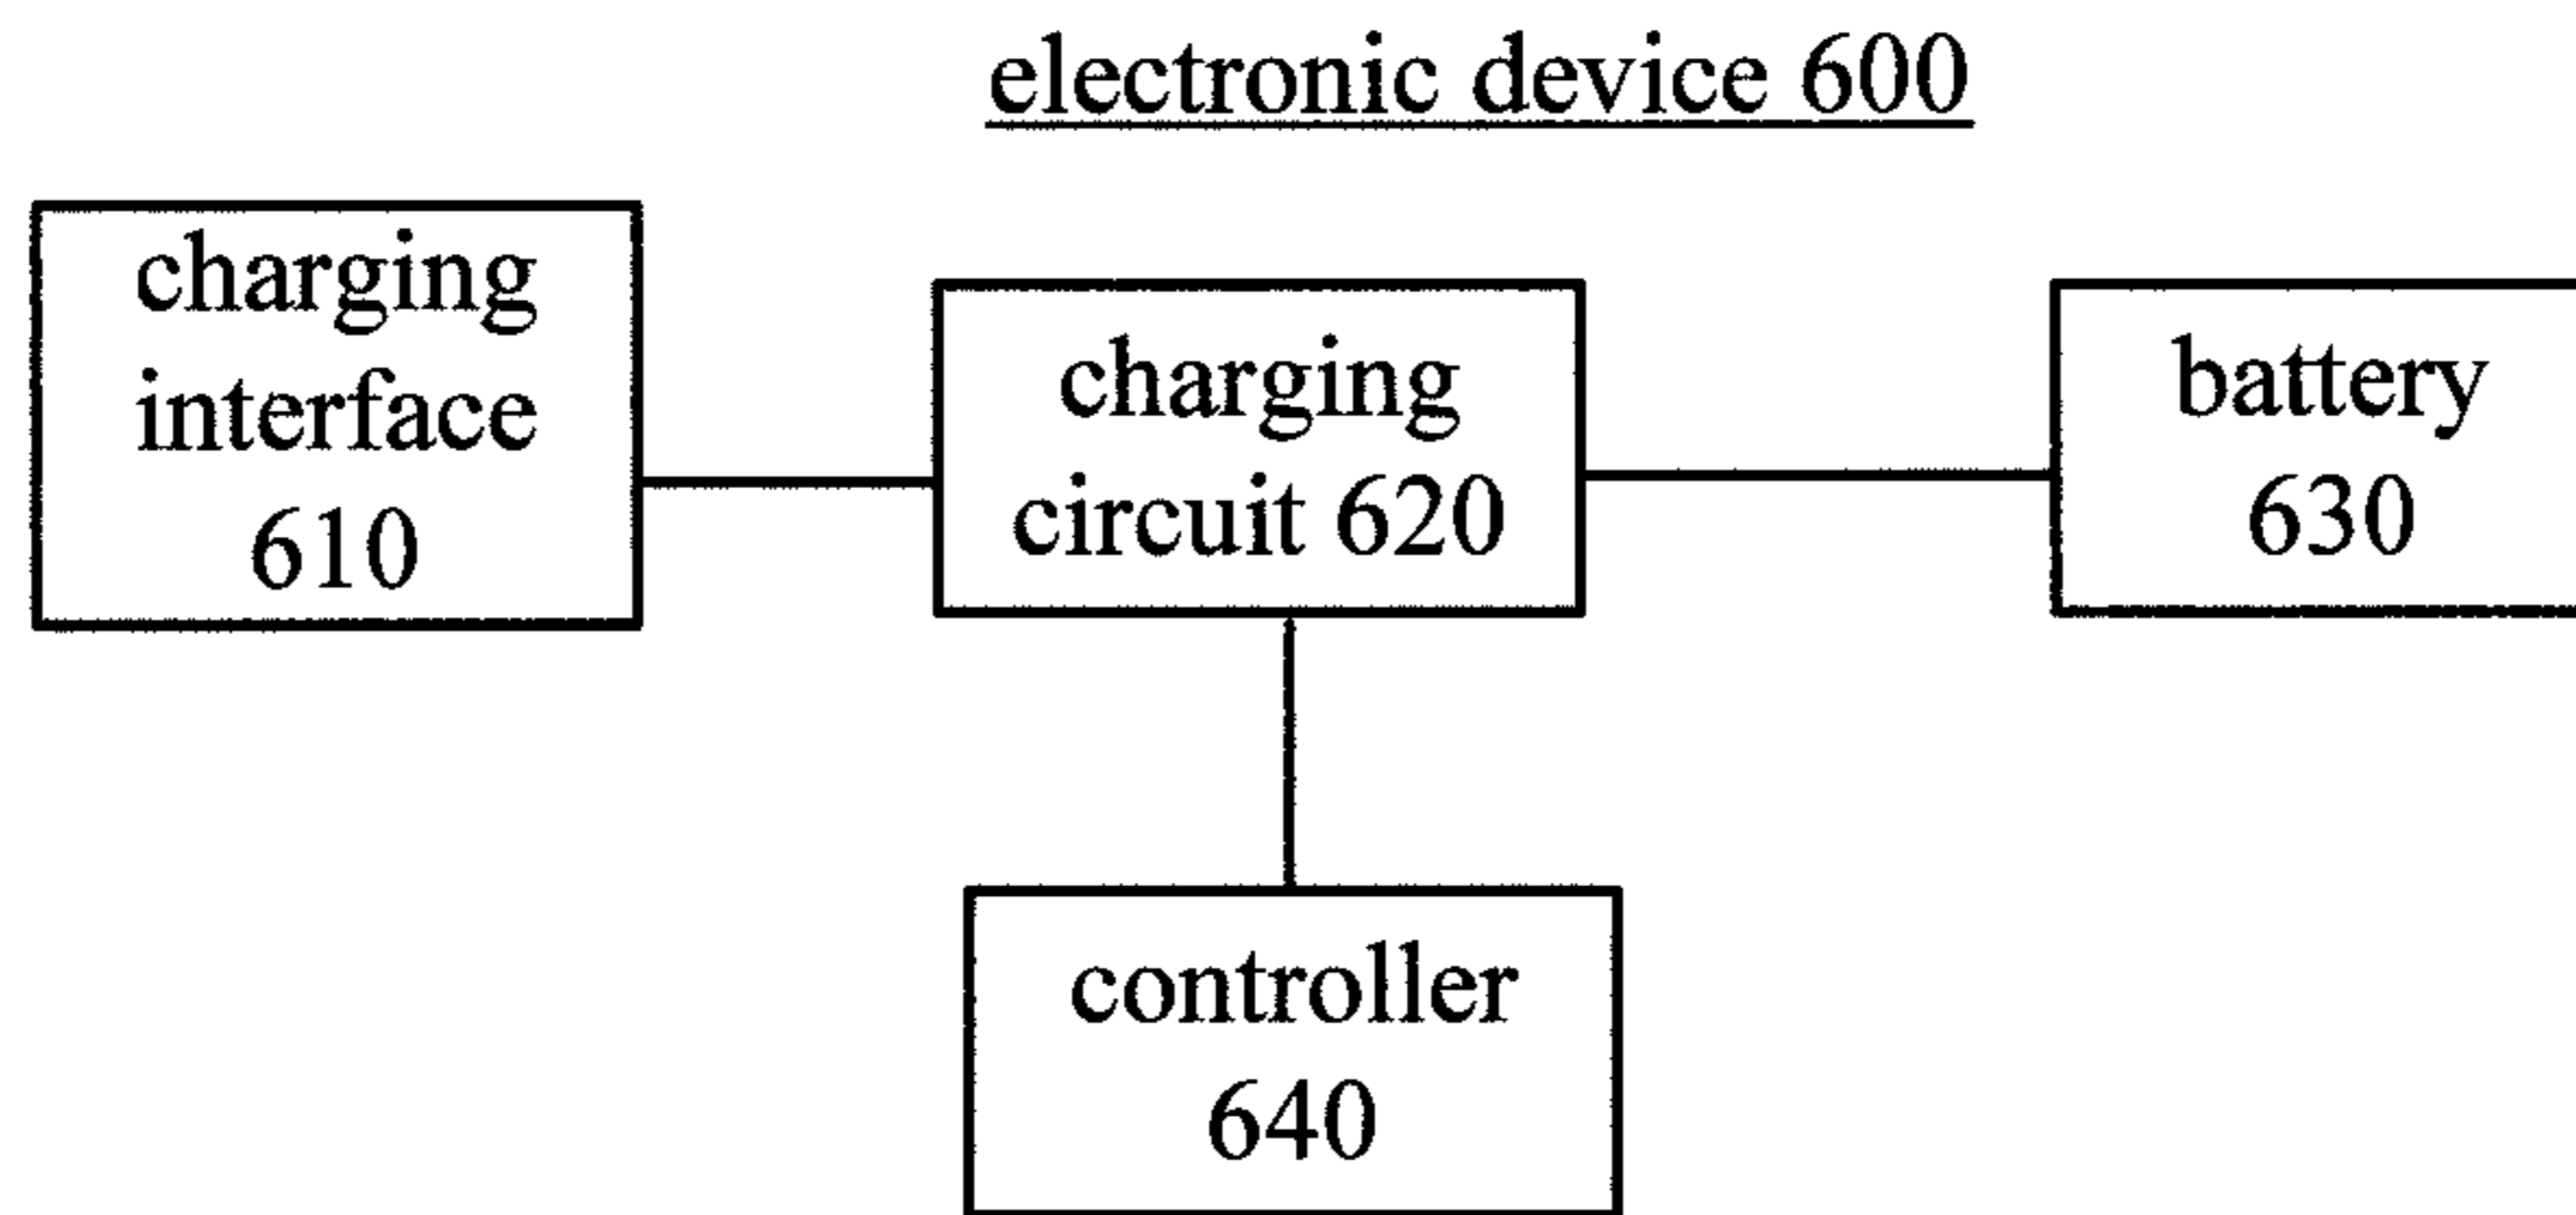 electronic device 600
charging
interface
610
charging
circuit 620
battery
630
controller
640